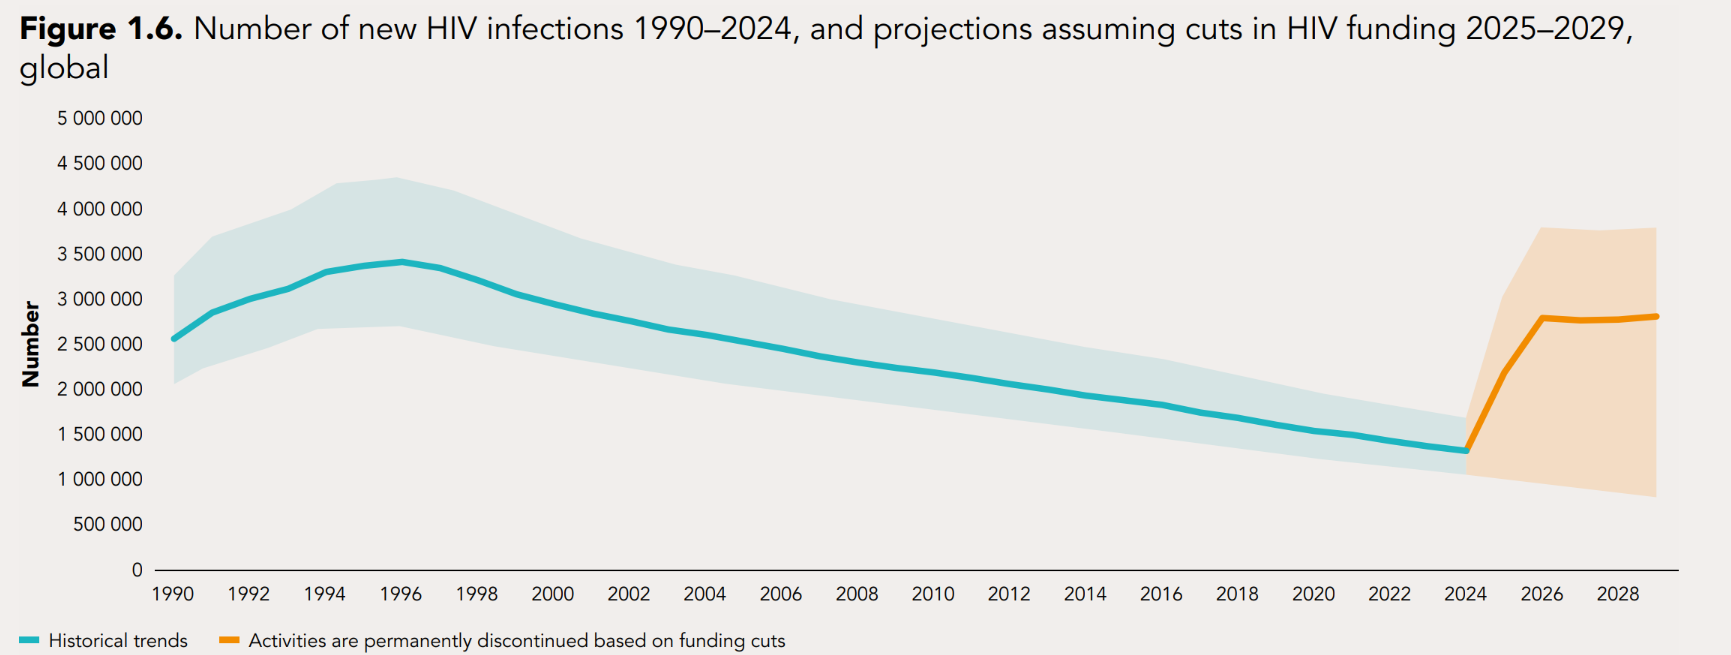 Figure 1.6. Number of new HIV infections 1990–2024, and projections assuming cuts in HIV funding 2025–2029,
global
5 000 000
4 500 000
4 000 000
3 500 000
3 000 000
2 500 000
2 000 000
1 500 000
1 000 000
500 000
0
Number
1990 1992 1994 1996 1998 2000 2002 2004 2006 2008 2010 2012 2014 2016 2018 2020 2022 2024 2026 2028
Historical trends Activities are permanently discontinued based on funding cuts